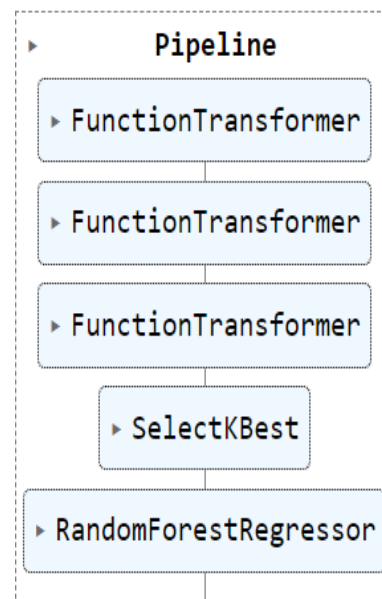 Pipeline
FunctionTransformer
FunctionTransformer
FunctionTransformer
SelectKBest
RandomForestRegressor